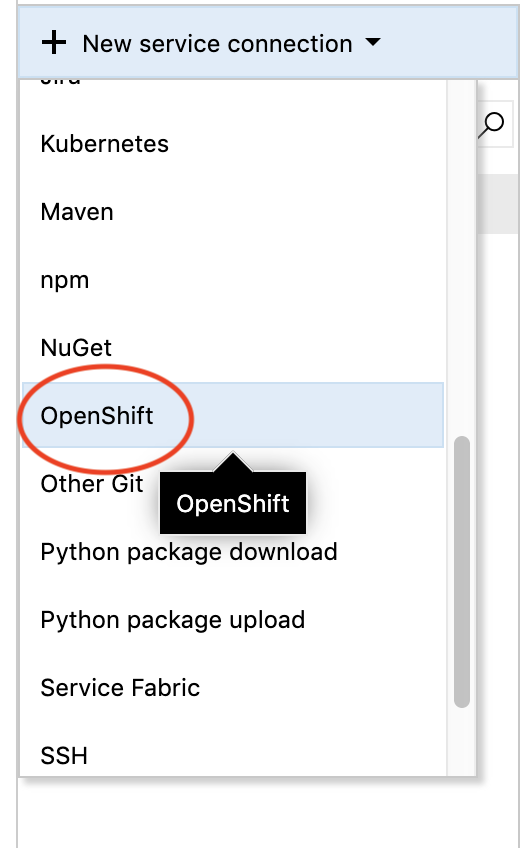 New service connection
Jira
Kubernetes
Maven
npm
NuGet
OpenShift
Other Git
OpenShift
Python package download
Python package upload
Service Fabric
SSH